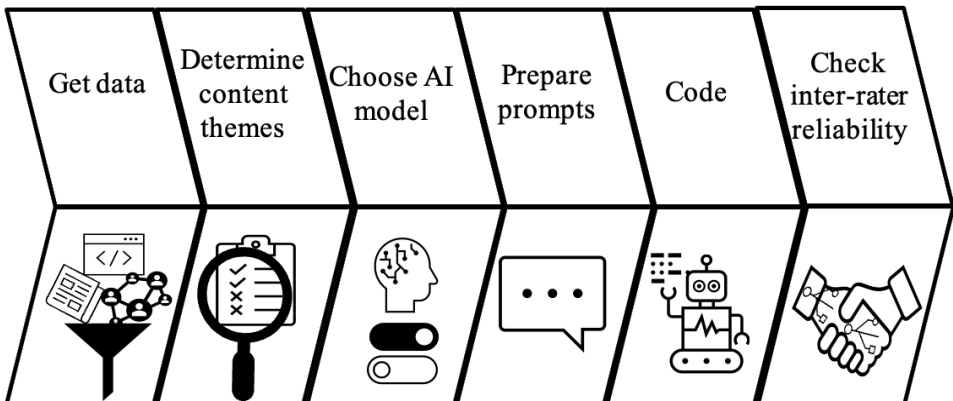 Get data
Determine
content
themes
Choose AI
model
Prepare
prompts
Code
Check
inter-rater
reliability
</>